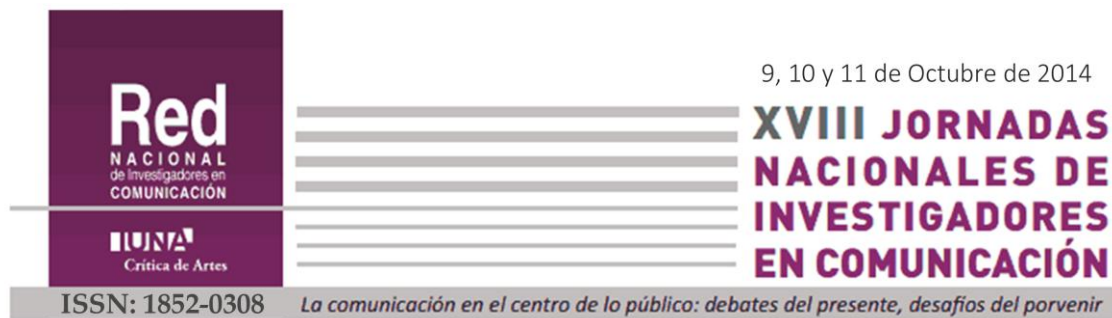 Red
NACIONAL
de Investigadores en
COMUNICACIÓN
IUNA
Crítica de Artes
9, 10 y 11 de Octubre de 2014
XVIII JORNADAS
NACIONALES DE
INVESTIGADORES
EN COMUNICACIÓN
ISSN: 1852-0308
La comunicación en el centro de lo público: debates del presente, desafíos del porvenir